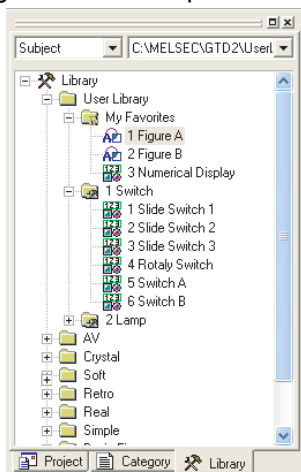 Subject C:\MELSEC\GTD2\UserL
Library
User Library
My Favorites
1 Figure A
2 Figure B
3 Numerical Display
1 Switch
1 Slide Switch 1
2 Slide Switch 2
3 Slide Switch 3
4 Rotaly Switch
5 Switch A
6 Switch B
2 Lamp
AV
Crystal
Soft
Retro
Real
Simple
Project Category Library